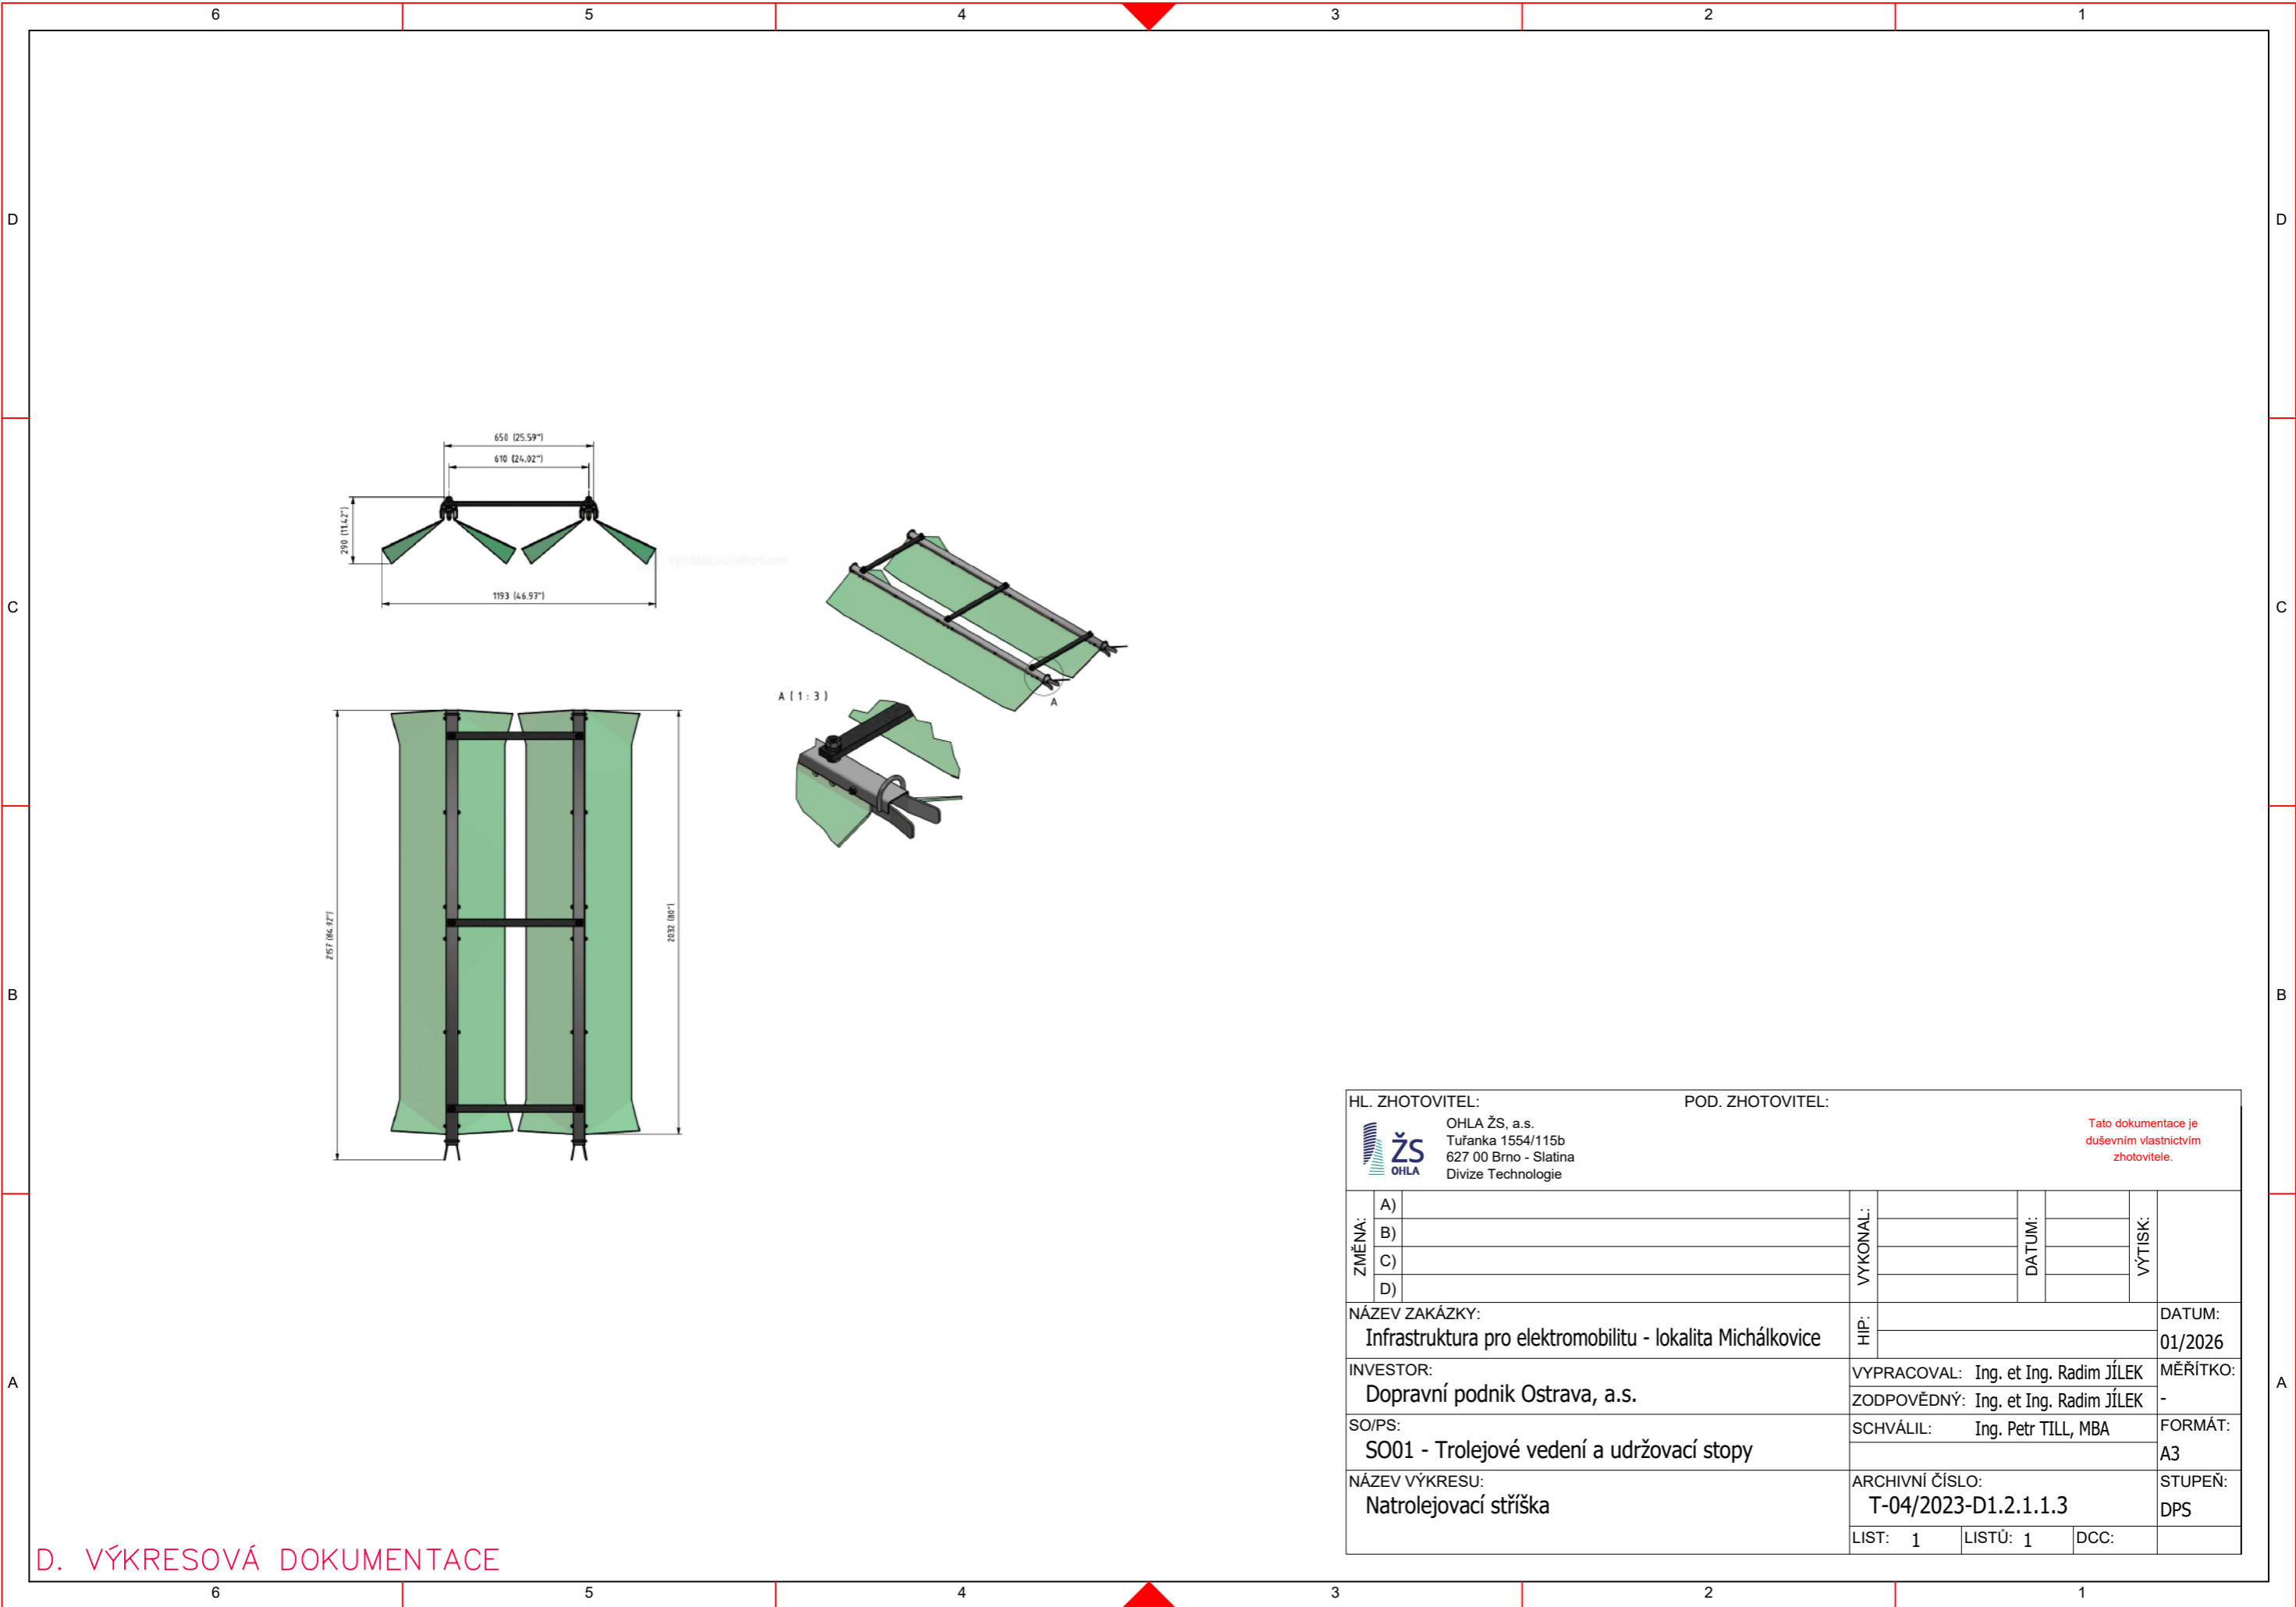 6 5 4 3 2 1
D D
C C
B B
A A
650 (25.59")
610 (24.02")
290 (11.42")
1193 (46.97")
A ( 1 : 3 )
A
2157 (84.92")
2032 (80")
HL. ZHOTOVITEL: POD. ZHOTOVITEL:
ŽS
OHLA
OHLA ŽS, a.s.
Tuřanka 1554/115b
627 00 Brno - Slatina
Divize Technologie
Tato dokumentace je
duševním vlastnictvím
zhotovitele.
ZMĚNA:
A)
B)
C)
D)
VYKONAL:
DATUM:
VÝTISK:
NÁZEV ZAKÁZKY:
Infrastruktura pro elektromobilitu - lokalita Michálkovice
HIP:
DATUM:
01/2026
INVESTOR:
Dopravní podnik Ostrava, a.s.
VYPRACOVAL: Ing. et Ing. Radim JÍLEK
ZODPOVĚDNÝ: Ing. et Ing. Radim JÍLEK
MĚŘÍTKO:
-
SO/PS:
SO01 - Trolejové vedení a udržovací stopy
SCHVÁLIL: Ing. Petr TILL, MBA
FORMÁT:
A3
NÁZEV VÝKRESU:
Natrolejovací stříška
ARCHIVNÍ ČÍSLO:
T-04/2023-D1.2.1.1.3
STUPEŇ:
DPS
LIST: 1 LISTŮ: 1 DCC:
D. VÝKRESOVÁ DOKUMENTACE
6 5 4 3 2 1